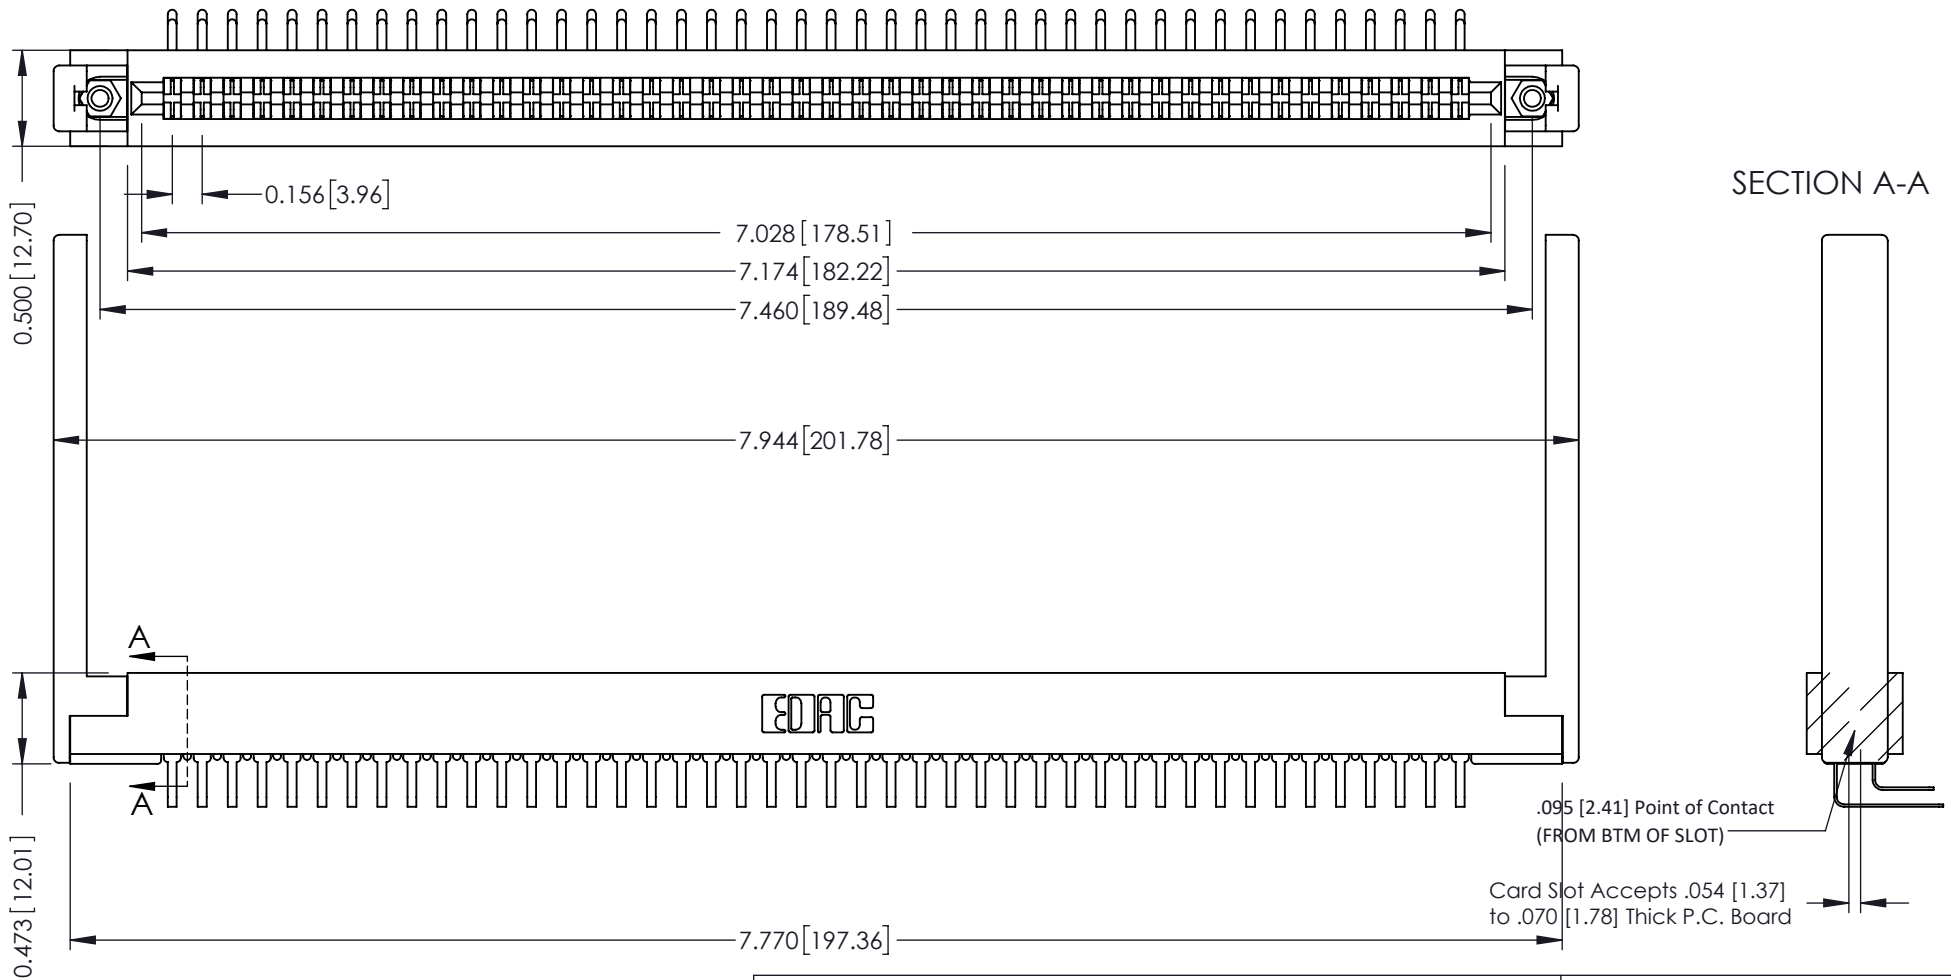 0.156[3.96]
SECTION A-A
0.500 [12.70]
7.028[178.51]
7.174[182.22]
7.460[189.48]
7.944[201.78]
A
EDAC
A
.095 [2.41] Point of Contact
(FROM BTM OF SLOT)
0.473[12.01]
Card Slot Accepts .054 [1.37]
to .070 [1.78] Thick P.C. Board
7.770[197.36]